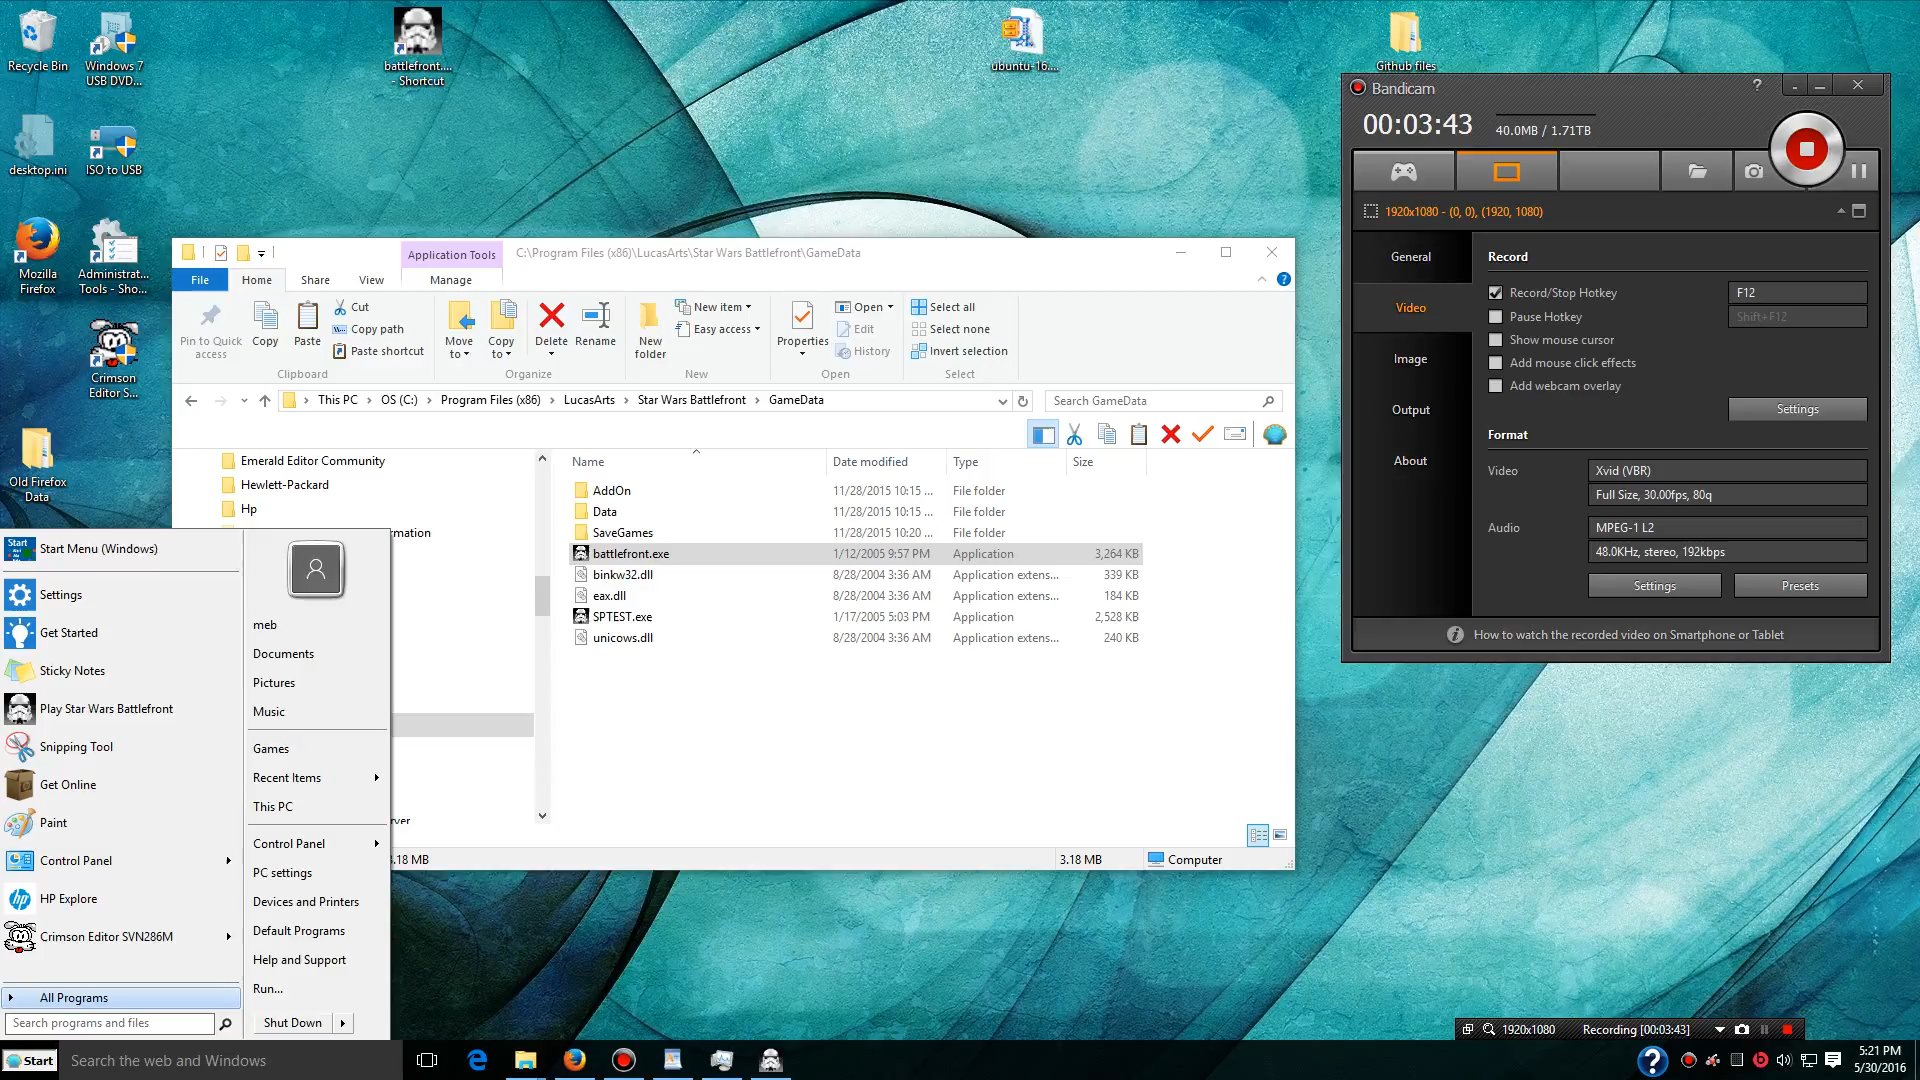 Recycle Bin
Windows 7
USB DVD...
battlefront....
- Shortcut
ubuntu-16....
Github files
desktop.ini
ISO to USB
Mozilla
Firefox
Administrat...
Tools - Sho...
Crimson
Editor S...
Old Firefox
Data
Bandicam
?
00:03:43
40.0MB / 1.71TB
1920x1080 - (0, 0), (1920, 1080)
General
Video
Image
Output
About
Record
Record/Stop Hotkey
F12
Pause Hotkey
Shift+F12
Show mouse cursor
Add mouse click effects
Add webcam overlay
Settings
Format
Video
Xvid (VBR)
Full Size, 30.00fps, 80q
Audio
MPEG-1 L2
48.0KHz, stereo, 192kbps
Settings
Presets
How to watch the recorded video on Smartphone or Tablet
Application Tools
C:\Program Files (x86)\LucasArts\Star Wars Battlefront\GameData
File
Home
Share
View
Manage
Pin to Quick
access
Copy
Paste
Cut
Copy path
Paste shortcut
Clipboard
Move
to
Copy
to
Delete
Rename
Organize
New
folder
New item
Easy access
New
Properties
Open
Edit
History
Open
Select all
Select none
Invert selection
Select
This PC
OS (C:)
Program Files (x86)
LucasArts
Star Wars Battlefront
GameData
Search GameData
Emerald Editor Community
Hewlett-Packard
Hp
rmation
rver
Name
Date modified
Type
Size
AddOn
11/28/2015 10:15 ...
File folder
Data
11/28/2015 10:15 ...
File folder
SaveGames
11/28/2015 10:20 ...
File folder
battlefront.exe
1/12/2005 9:57 PM
Application
3,264 KB
binkw32.dll
8/28/2004 3:36 AM
Application extens...
339 KB
eax.dll
8/28/2004 3:36 AM
Application extens...
184 KB
SPTEST.exe
1/17/2005 5:03 PM
Application
2,528 KB
unicows.dll
8/28/2004 3:36 AM
Application extens...
240 KB
.18 MB
3.18 MB
Computer
Start
Start Menu (Windows)
Settings
Get Started
Sticky Notes
Play Star Wars Battlefront
Snipping Tool
Get Online
Paint
Control Panel
HP Explore
Crimson Editor SVN286M
All Programs
Search programs and files
meb
Documents
Pictures
Music
Games
Recent Items
This PC
Control Panel
PC settings
Devices and Printers
Default Programs
Help and Support
Run...
Shut Down
1920x1080
Recording [00:03:43]
Start
Search the web and Windows
5:21 PM
5/30/2016